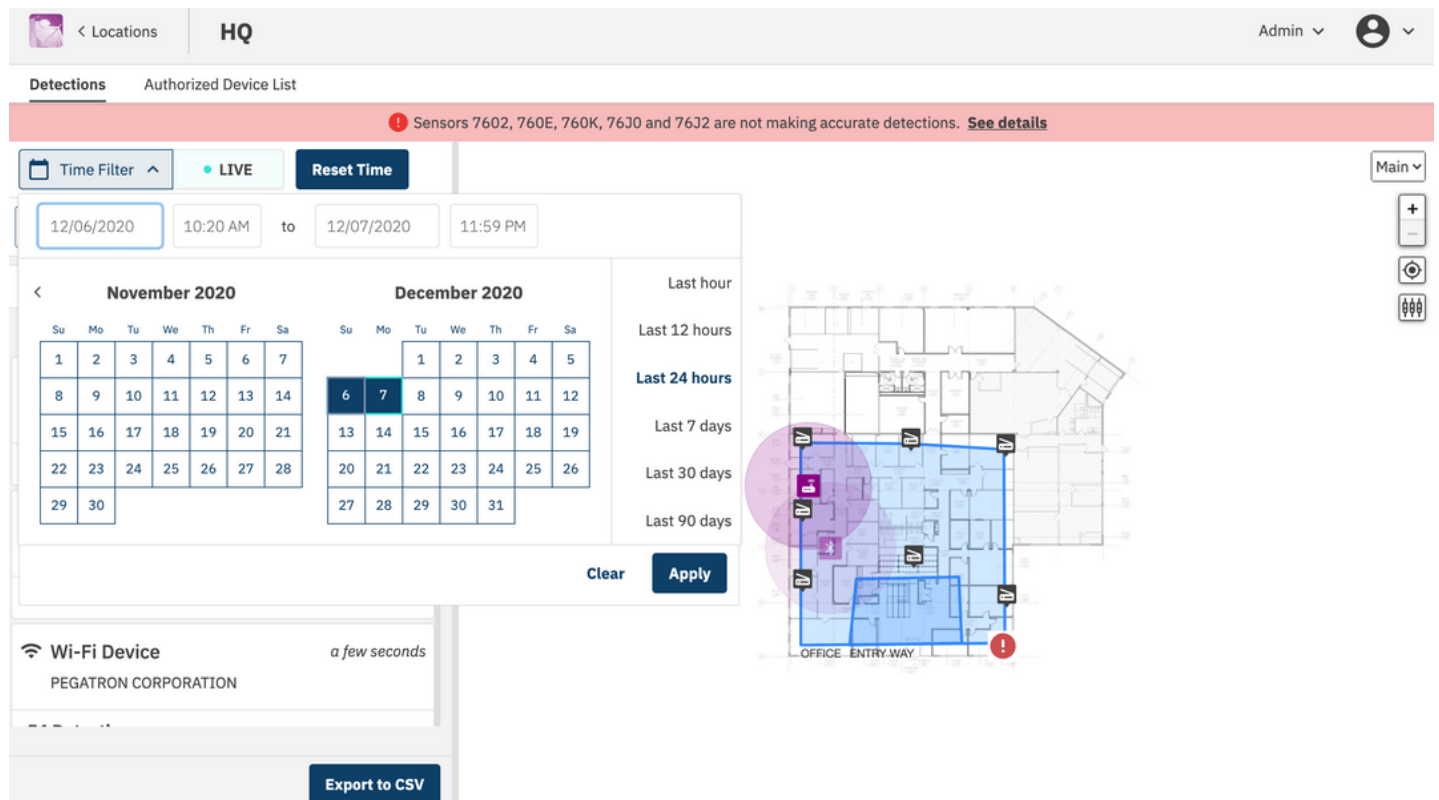 Locations
HQ
Admin
Detections
Authorized Device List
Sensors 7602, 760E, 760K, 76J0 and 76J2 are not making accurate detections. See details
Time Filter
LIVE
Reset Time
Main
12/06/2020
10:20 AM
to
12/07/2020
11:59 PM
+
−
November 2020
Su Mo Tu We Th Fr Sa
1 2 3 4 5 6 7
8 9 10 11 12 13 14
15 16 17 18 19 20 21
22 23 24 25 26 27 28
29 30
December 2020
Su Mo Tu We Th Fr Sa
1 2 3 4 5
6 7 8 9 10 11 12
13 14 15 16 17 18 19
20 21 22 23 24 25 26
27 28 29 30 31
Last hour
Last 12 hours
Last 24 hours
Last 7 days
Last 30 days
Last 90 days
Clear
Apply
OFFICE
ENTRY WAY
Wi-Fi Device
a few seconds
PEGATRON CORPORATION
Export to CSV